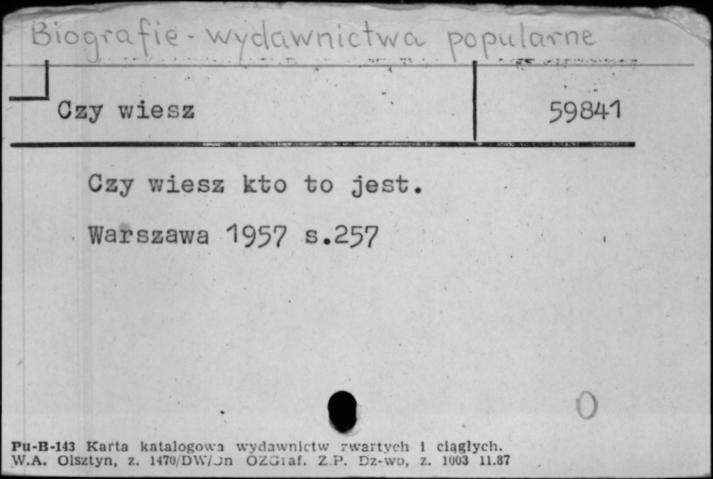 Biografie - wydawnictwa popularne
Czy wiesz 59841
Czy wiesz kto to jest.
Warszawa 1957 s.257
0
Pu-B-143 Karta katalogowa wydawnictw zwartych i ciągłych.
W.A. Olsztyn, z. 1470/DW/Jn OZGraf. Z.P. Dz-wo, z. 1003 11.87